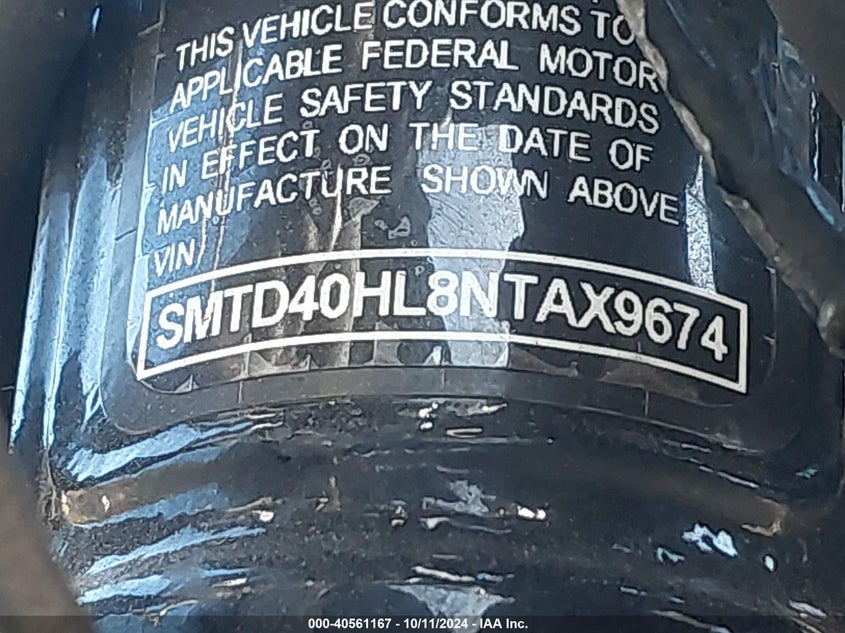 THIS VEHICLE CONFORMS TO
APPLICABLE FEDERAL MOTOR
VEHICLE SAFETY STANDARDS
IN EFFECT ON THE DATE OF
MANUFACTURE SHOWN ABOVE
VIN
SMTD40HL8NTAX9674
000-40561167 - 10/11/2024 - IAA Inc.